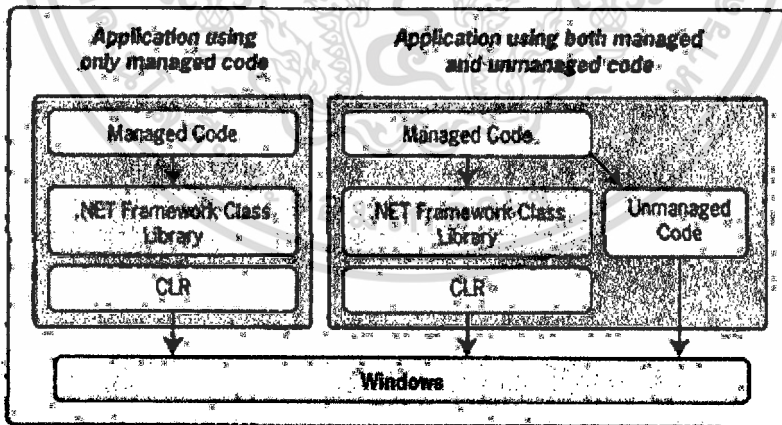 Application using
only managed code
Application using both managed
and unmanaged code
Managed Code
.NET Framework Class
Library
CLR
Managed Code
.NET Framework Class
Library
CLR
Unmanaged
Code
Windows